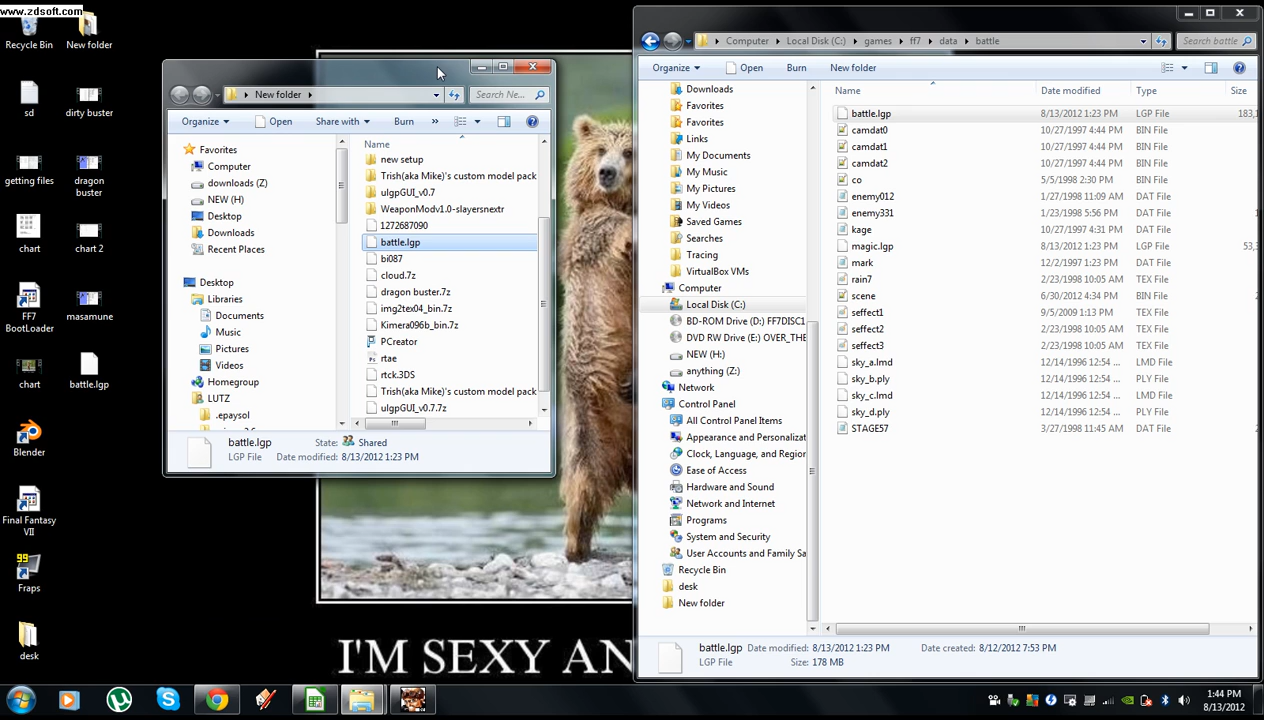 www.zdsoft.com
Recycle Bin
New folder
sd
dirty buster
getting files
dragon
buster
chart
chart 2
FF7
BootLoader
masamune
chart
battle.lgp
Blender
Final Fantasy
VII
99
Fraps
desk
I'M SEXY AN
New folder
Search Ne...
Organize
Open
Share with
Burn
»
Favorites
Computer
downloads (Z)
NEW (H)
Desktop
Downloads
Recent Places
Desktop
Libraries
Documents
Music
Pictures
Videos
Homegroup
LUTZ
.epaysol
Name
new setup
Trish(aka Mike)'s custom model pack
ulgpGUI_v0.7
WeaponModv1.0-slayersnextr
1272687090
battle.lgp
bi087
cloud.7z
dragon buster.7z
img2tex04_bin.7z
Kimera096b_bin.7z
PCreator
rtae
rtck.3DS
Trish(aka Mike)'s custom model pack
ulgpGUI_v0.7.7z
battle.lgp State: Shared
LGP File Date modified: 8/13/2012 1:23 PM
Computer Local Disk (C:) games ff7 data battle
Search battle
Organize
Open
Burn
New folder
Downloads
Favorites
Favorites
Links
My Documents
My Music
My Pictures
My Videos
Saved Games
Searches
Tracing
VirtualBox VMs
Computer
Local Disk (C:)
BD-ROM Drive (D:) FF7DISC1
DVD RW Drive (E:) OVER_THE
NEW (H:)
anything (Z:)
Network
Control Panel
All Control Panel Items
Appearance and Personalizat
Clock, Language, and Region
Ease of Access
Hardware and Sound
Network and Internet
Programs
System and Security
User Accounts and Family Sa
Recycle Bin
desk
New folder
Name Date modified Type Size
battle.lgp 8/13/2012 1:23 PM LGP File 183,
camdat0 10/27/1997 4:44 PM BIN File
camdat1 10/27/1997 4:44 PM BIN File
camdat2 10/27/1997 4:44 PM BIN File
co 5/5/1998 2:30 PM BIN File
enemy012 10/27/1998 11:09 AM DAT File
enemy331 1/23/1998 5:56 PM DAT File
kage 10/27/1997 4:31 PM DAT File
magic.lgp 8/13/2012 1:23 PM LGP File 53,
mark 12/2/1997 1:19 PM DAT File
rain7 2/23/1998 10:05 AM TEX File
scene 6/30/2012 4:34 PM BIN File
seffect1 9/5/2009 1:13 PM TEX File
seffect2 2/23/1998 10:05 AM TEX File
seffect3 2/23/1998 10:05 AM TEX File
sky_a.lmd 12/14/1996 12:54 ... LMD File
sky_b.ply 12/14/1996 12:54 ... PLY File
sky_c.lmd 12/14/1996 12:54 ... LMD File
sky_d.ply 12/14/1996 12:54 ... PLY File
STAGE57 3/27/1998 11:45 AM DAT File
battle.lgp Date modified: 8/13/2012 1:23 PM Date created: 8/12/2012 7:53 PM
LGP File Size: 178 MB
1:44 PM
8/13/2012